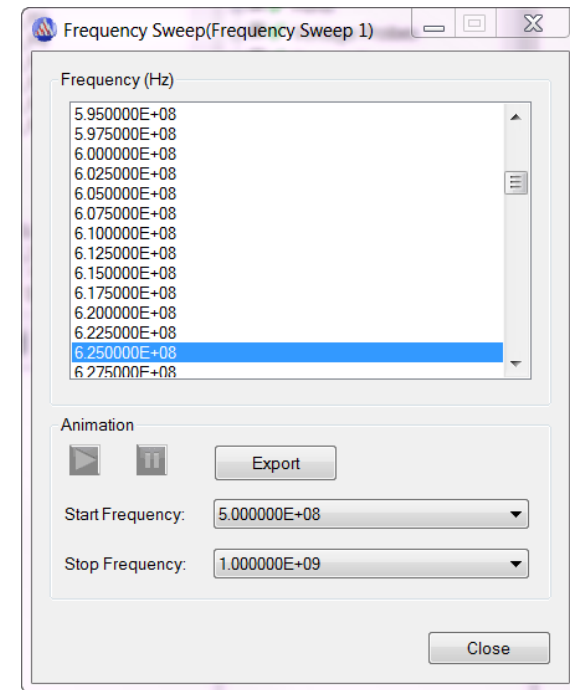 Frequency Sweep(Frequency Sweep 1)
Frequency (Hz)
5.950000E+08
5.975000E+08
6.000000E+08
6.025000E+08
6.050000E+08
6.075000E+08
6.100000E+08
6.125000E+08
6.150000E+08
6.175000E+08
6.200000E+08
6.225000E+08
6.250000E+08
6.275000E+08
Animation
Export
Start Frequency: 5.000000E+08
Stop Frequency: 1.000000E+09
Close